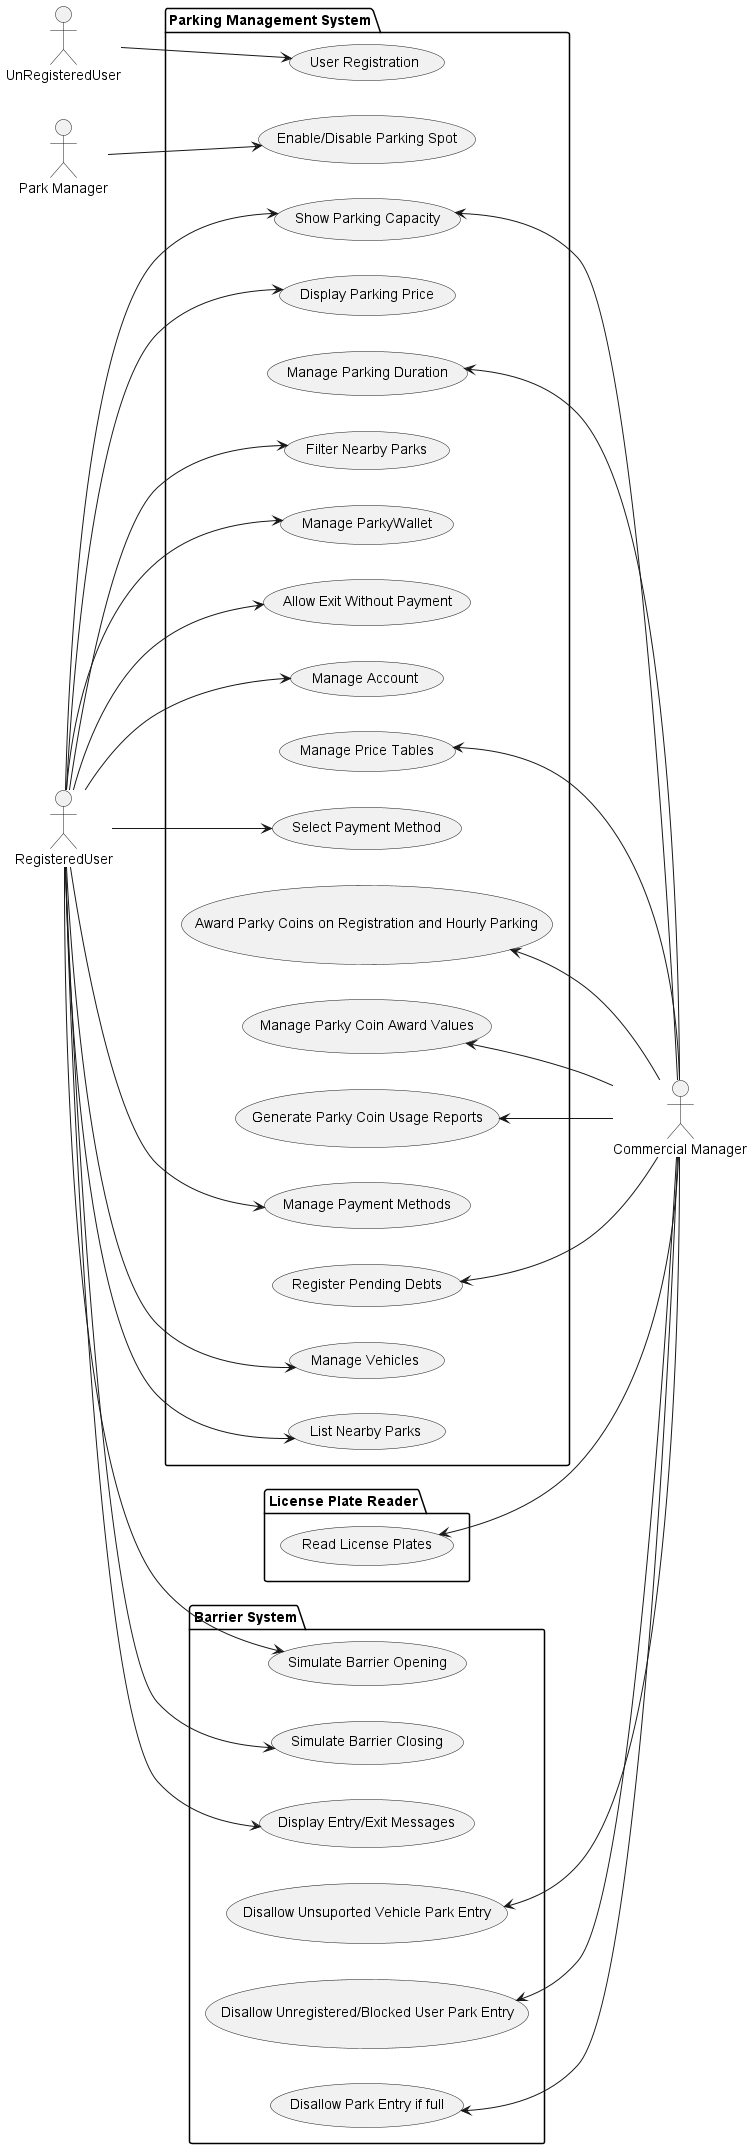 Parking Management System
UnRegisteredUser
User Registration
Enable/Disable Parking Spot
Park Manager
Show Parking Capacity
Display Parking Price
Manage Parking Duration
Filter Nearby Parks
Manage ParkyWallet
Allow Exit Without Payment
Manage Account
Manage Price Tables
Select Payment Method
RegisteredUser
Award Parky Coins on Registration and Hourly Parking
Manage Parky Coin Award Values
Generate Parky Coin Usage Reports
Commercial Manager
Manage Payment Methods
Register Pending Debts
Manage Vehicles
List Nearby Parks
License Plate Reader
Read License Plates
Barrier System
Simulate Barrier Opening
Simulate Barrier Closing
Display Entry/Exit Messages
Disallow Unsuported Vehicle Park Entry
Disallow Unregistered/Blocked User Park Entry
Disallow Park Entry if full